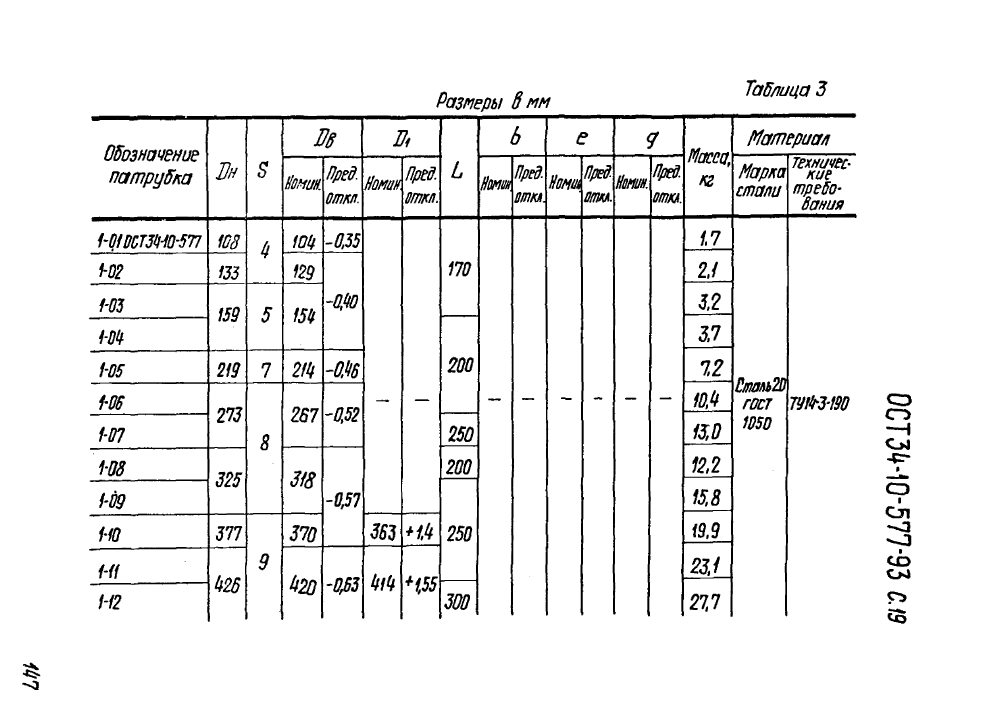 Таблица 3
Размеры в мм
Обозначение патрубка Dн S Dв D1 L b e g Масса, кг Материал
Номин. Пред. откл. Номин. Пред. откл. Номин. Пред. откл. Номин. Пред. откл. Номин. Пред. откл. Марка стали Технические требования
1-01 ОСТ34-10-577 108 4 104 -0,35 170 1,7
1-02 133 129 -0,40 2,1
1-03 159 5 154 3,2
1-04 200 3,7
1-05 219 7 214 -0,46 7,2
1-06 273 8 267 -0,52 — — — — — — — — 10,4 Сталь 20 ГОСТ 1050 ТУ14-3-190
1-07 250 13,0
1-08 325 318 -0,57 200 12,2
1-09 250 15,8
1-10 377 9 370 363 +1,4 19,9
1-11 426 420 -0,63 414 +1,55 23,1
1-12 300 27,7
ОСТ34-10-577-93 с.19
147